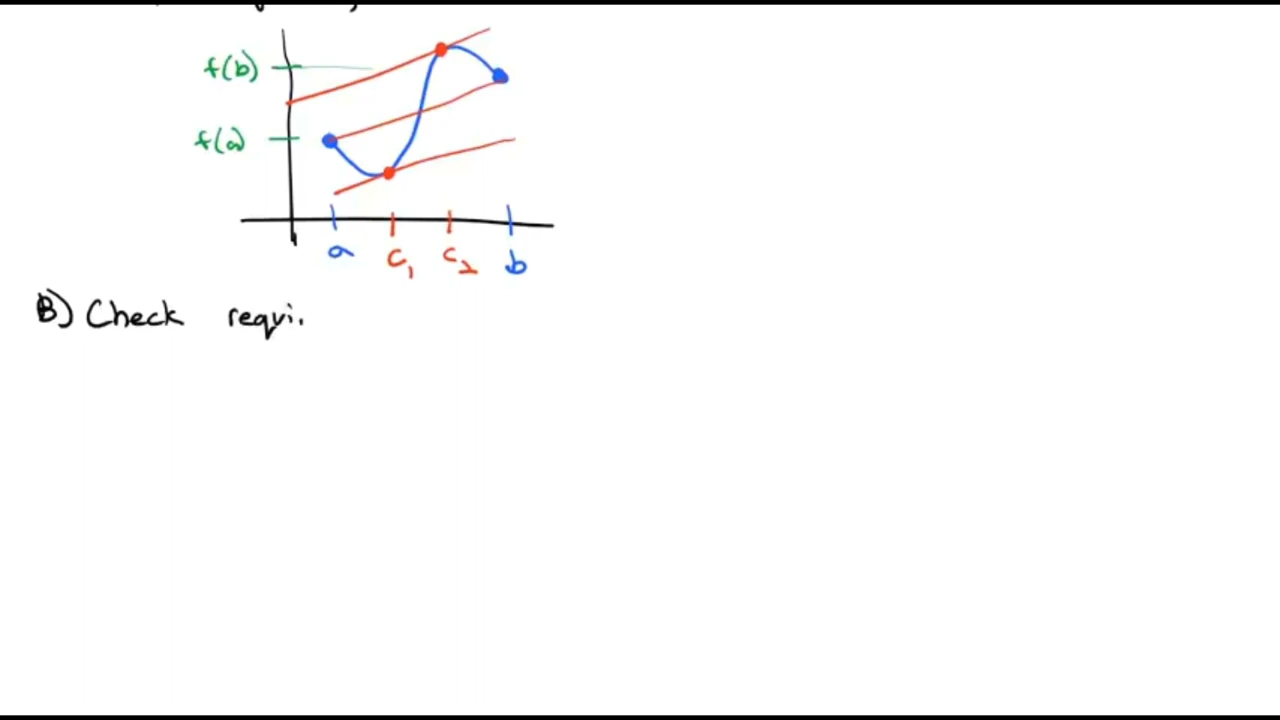 f(b)
f(a)
a c₁ c₂ b
B) Check requi.